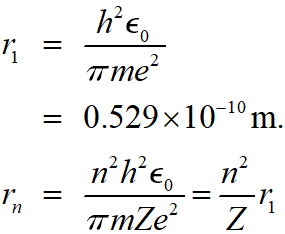 r₁ = h²ϵ₀ / πme²
= 0.529×10⁻¹⁰ m.
rₙ = n²h²ϵ₀ / πmZe² = n² / Z r₁